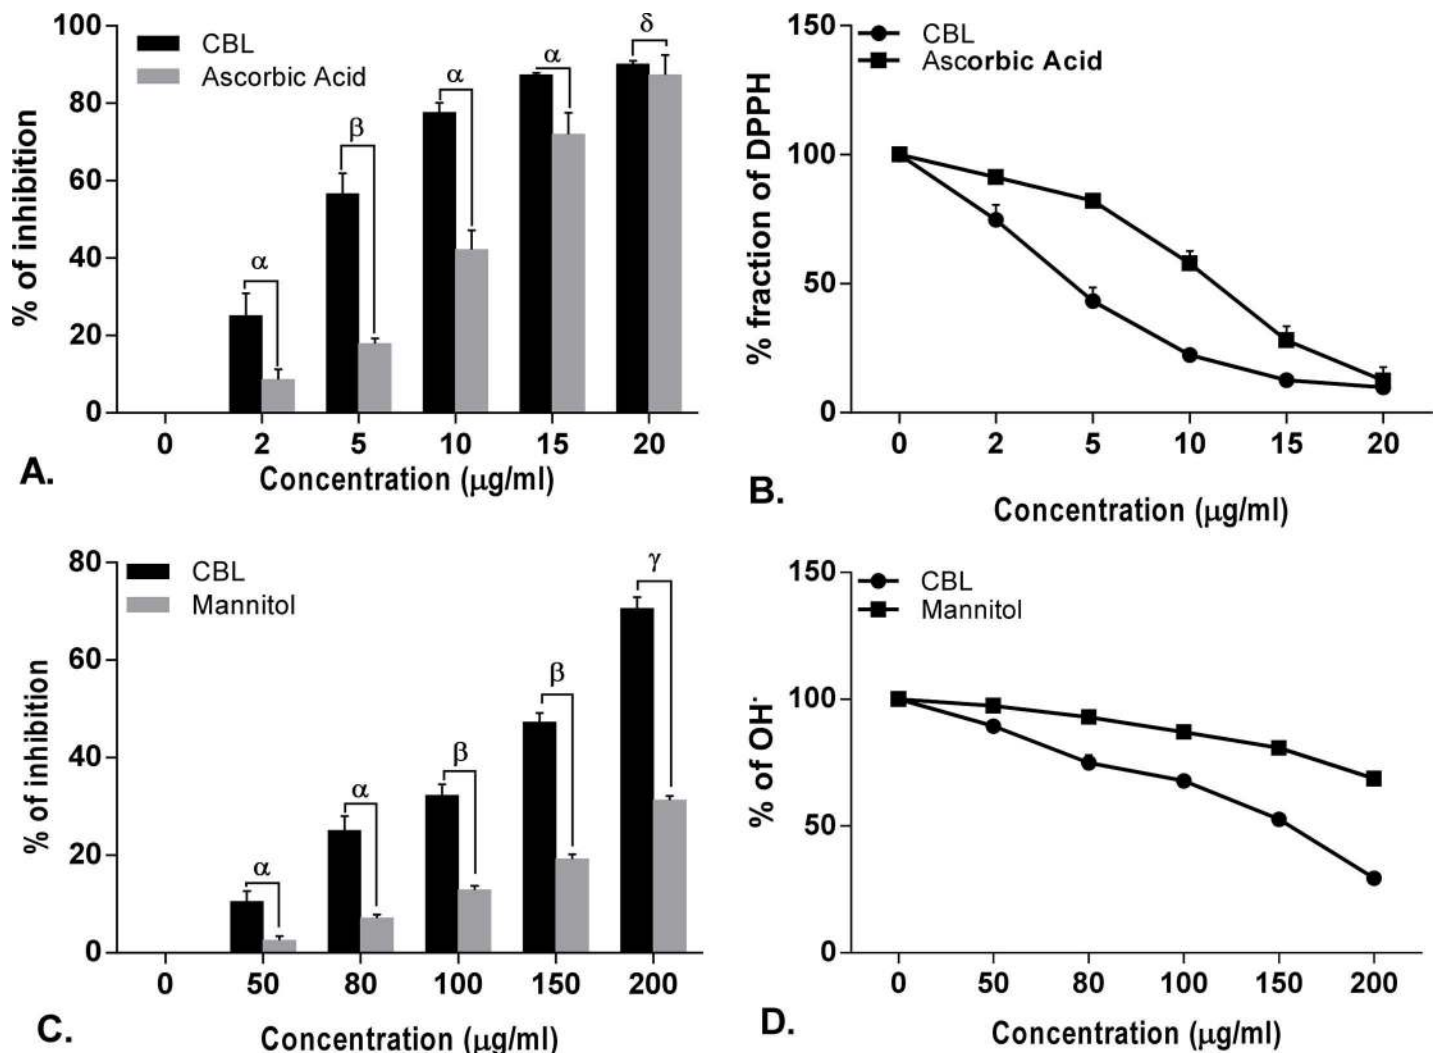 100
80
60
40
20
0
% of inhibition
CBL
Ascorbic Acid
α
β
α
α
δ
0 2 5 10 15 20
Concentration (μg/ml)
A.
150
100
50
0
% fraction of DPPH
CBL
Ascorbic Acid
0 2 5 10 15 20
Concentration (μg/ml)
B.
80
60
40
20
0
% of inhibition
CBL
Mannitol
α
α
β
β
γ
0 50 80 100 150 200
Concentration (μg/ml)
C.
150
100
50
0
% of OH·
CBL
Mannitol
0 50 80 100 150 200
Concentration (μg/ml)
D.